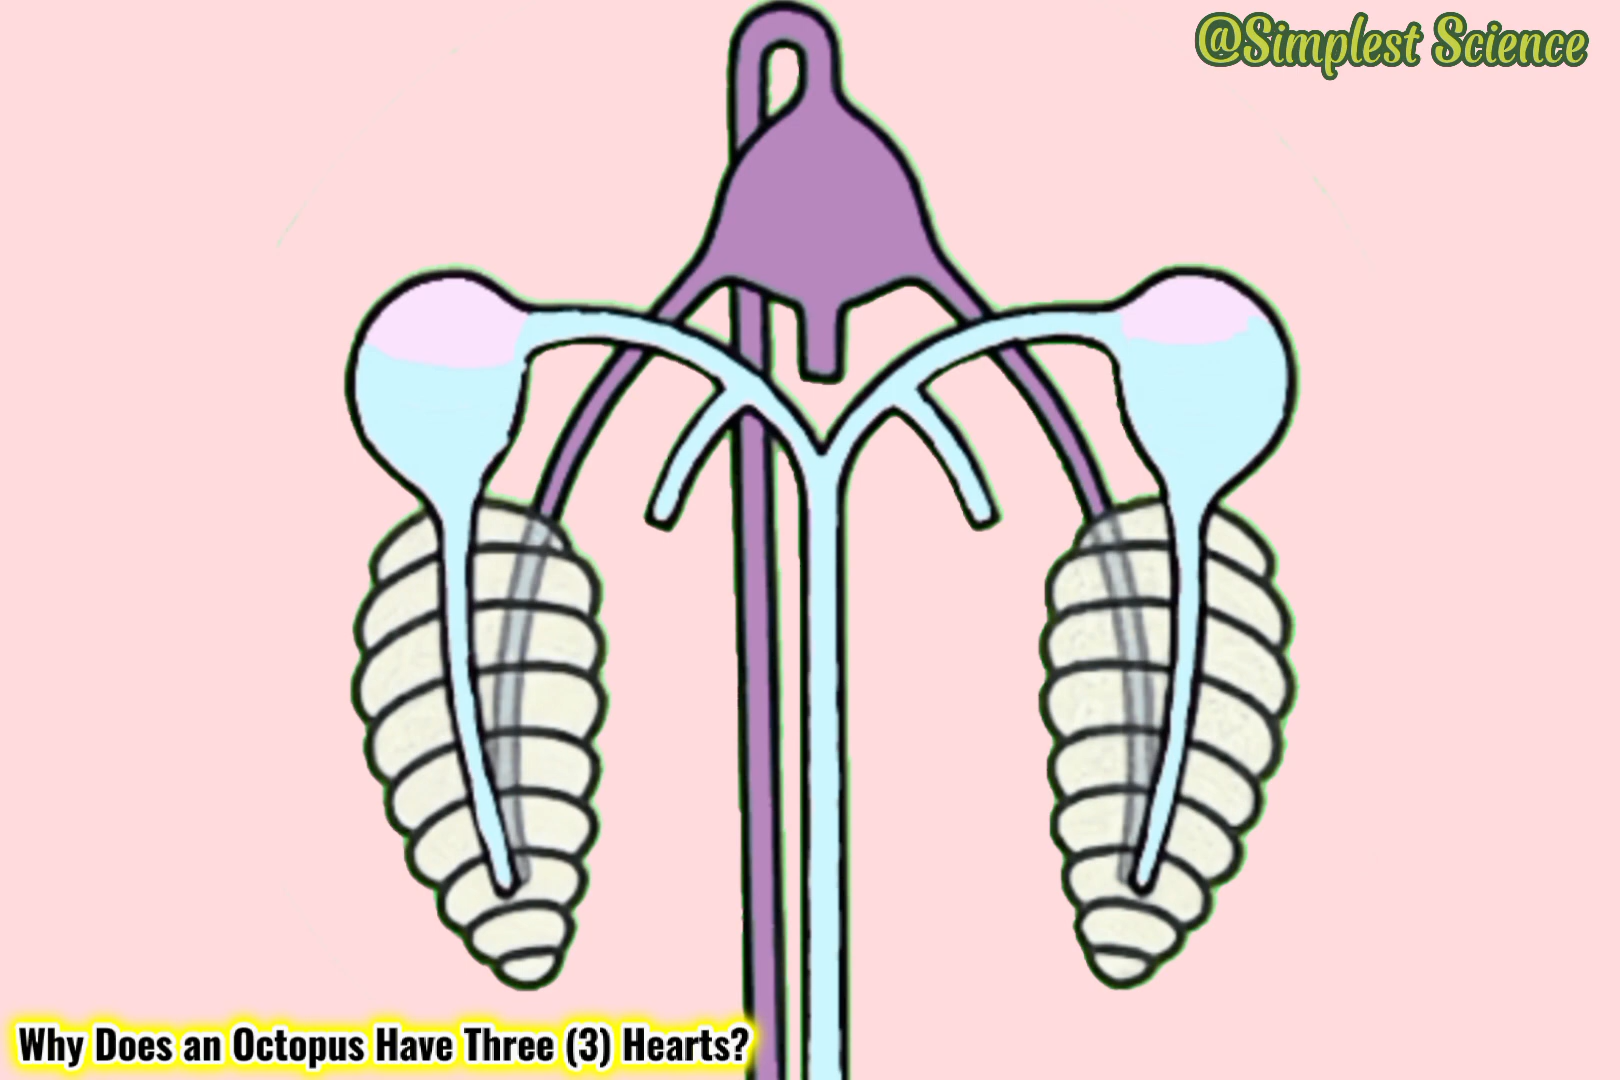 @Simplest Science
Why Does an Octopus Have Three (3) Hearts?